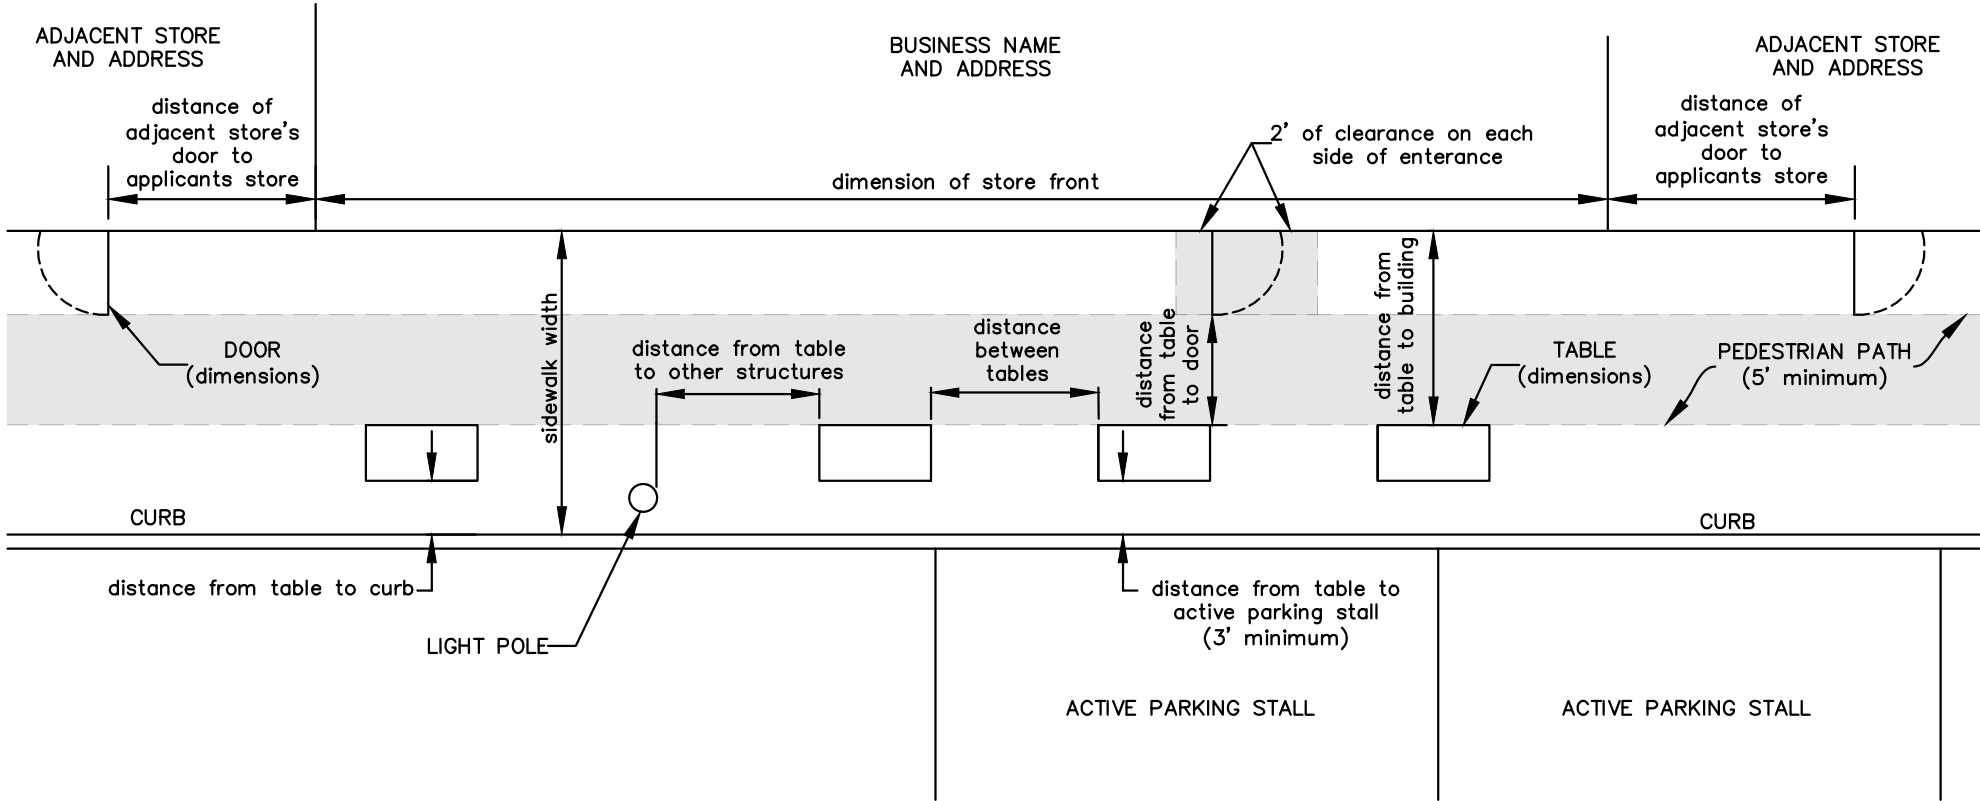 ADJACENT STORE
AND ADDRESS
BUSINESS NAME
AND ADDRESS
ADJACENT STORE
AND ADDRESS
distance of
adjacent store's
door to
applicants store
2' of clearance on each
side of enterance
distance of
adjacent store's
door to
applicants store
dimension of store front
DOOR
(dimensions)
sidewalk width
distance from table
to other structures
distance
between
tables
distance
from table
to door
distance from
table to building
TABLE
(dimensions)
PEDESTRIAN PATH
(5' minimum)
CURB
CURB
distance from table to curb
LIGHT POLE
distance from table to
active parking stall
(3' minimum)
ACTIVE PARKING STALL
ACTIVE PARKING STALL